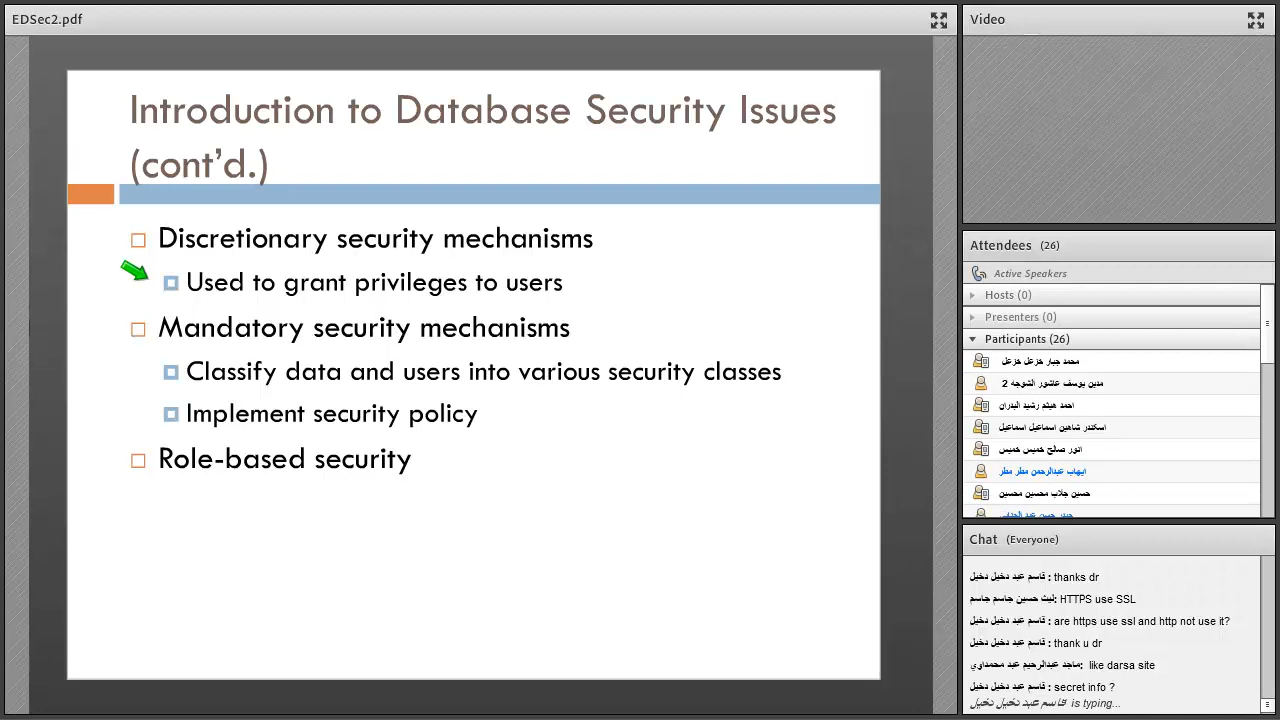 EDSec2.pdf
Introduction to Database Security Issues
(cont’d.)
Discretionary security mechanisms
Used to grant privileges to users
Mandatory security mechanisms
Classify data and users into various security classes
Implement security policy
Role-based security
Video
Attendees (26)
Active Speakers
Hosts (0)
Presenters (0)
Participants (26)
محمد جبار خزعل خزعل
مدين يوسف عاشور الشوجه 2
احمد هيثم رشيد البدران
اسكندر شاهين اسماعيل اسماعيل
انور صالح خميس خميس
ايهاب عبدالرحمن مطر مطر
حسين جلاب محيسن محيسن
حيدر حسن عبد
Chat (Everyone)
قاسم عبد دخيل دخيل : thanks dr
ليث حسين جاسم جاسم: HTTPS use SSL
قاسم عبد دخيل دخيل : are https use ssl and http not use it?
قاسم عبد دخيل دخيل : thank u dr
ماجد عبدالرحيم عبد محمداوي: like darsa site
قاسم عبد دخيل دخيل : secret info ?
قاسم عبد دخيل دخيل is typing...